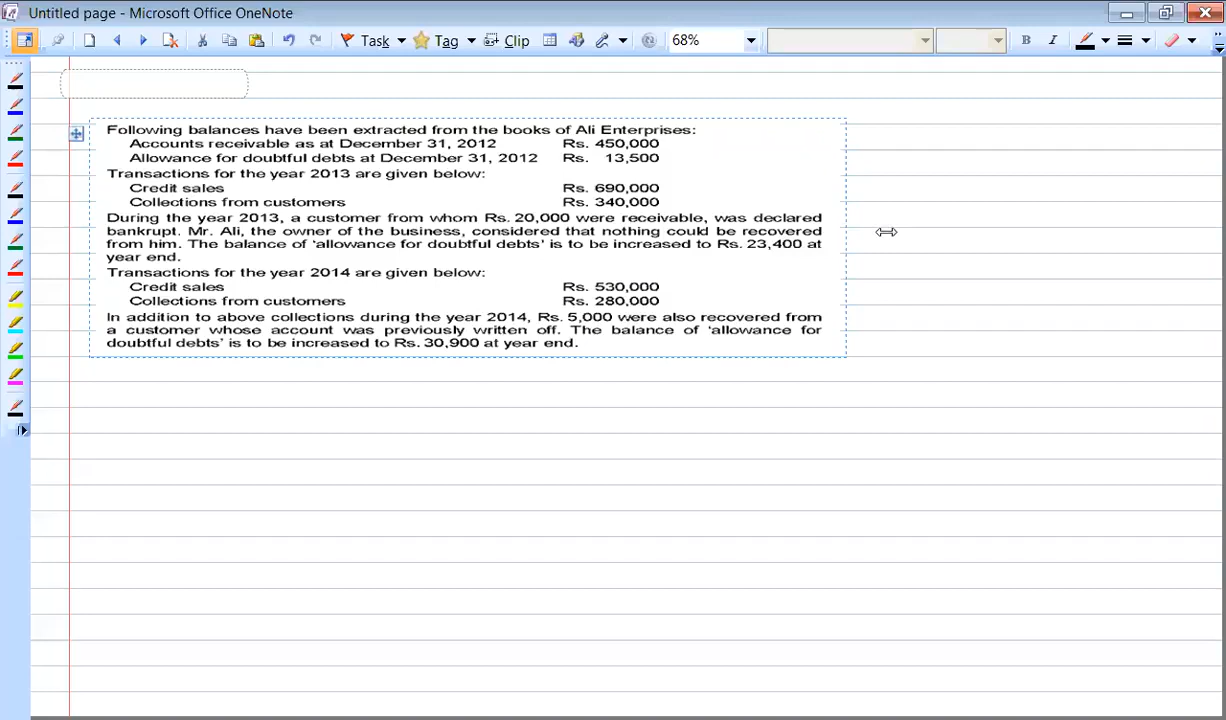 Untitled page - Microsoft Office OneNote
Task Tag Clip 68% B I
Following balances have been extracted from the books of Ali Enterprises:
Accounts receivable as at December 31, 2012 Rs. 450,000
Allowance for doubtful debts at December 31, 2012 Rs. 13,500
Transactions for the year 2013 are given below:
Credit sales Rs. 690,000
Collections from customers Rs. 340,000
During the year 2013, a customer from whom Rs. 20,000 were receivable, was declared
bankrupt. Mr. Ali, the owner of the business, considered that nothing could be recovered
from him. The balance of ‘allowance for doubtful debts’ is to be increased to Rs. 23,400 at
year end.
Transactions for the year 2014 are given below:
Credit sales Rs. 530,000
Collections from customers Rs. 280,000
In addition to above collections during the year 2014, Rs. 5,000 were also recovered from
a customer whose account was previously written off. The balance of ‘allowance for
doubtful debts’ is to be increased to Rs. 30,900 at year end.